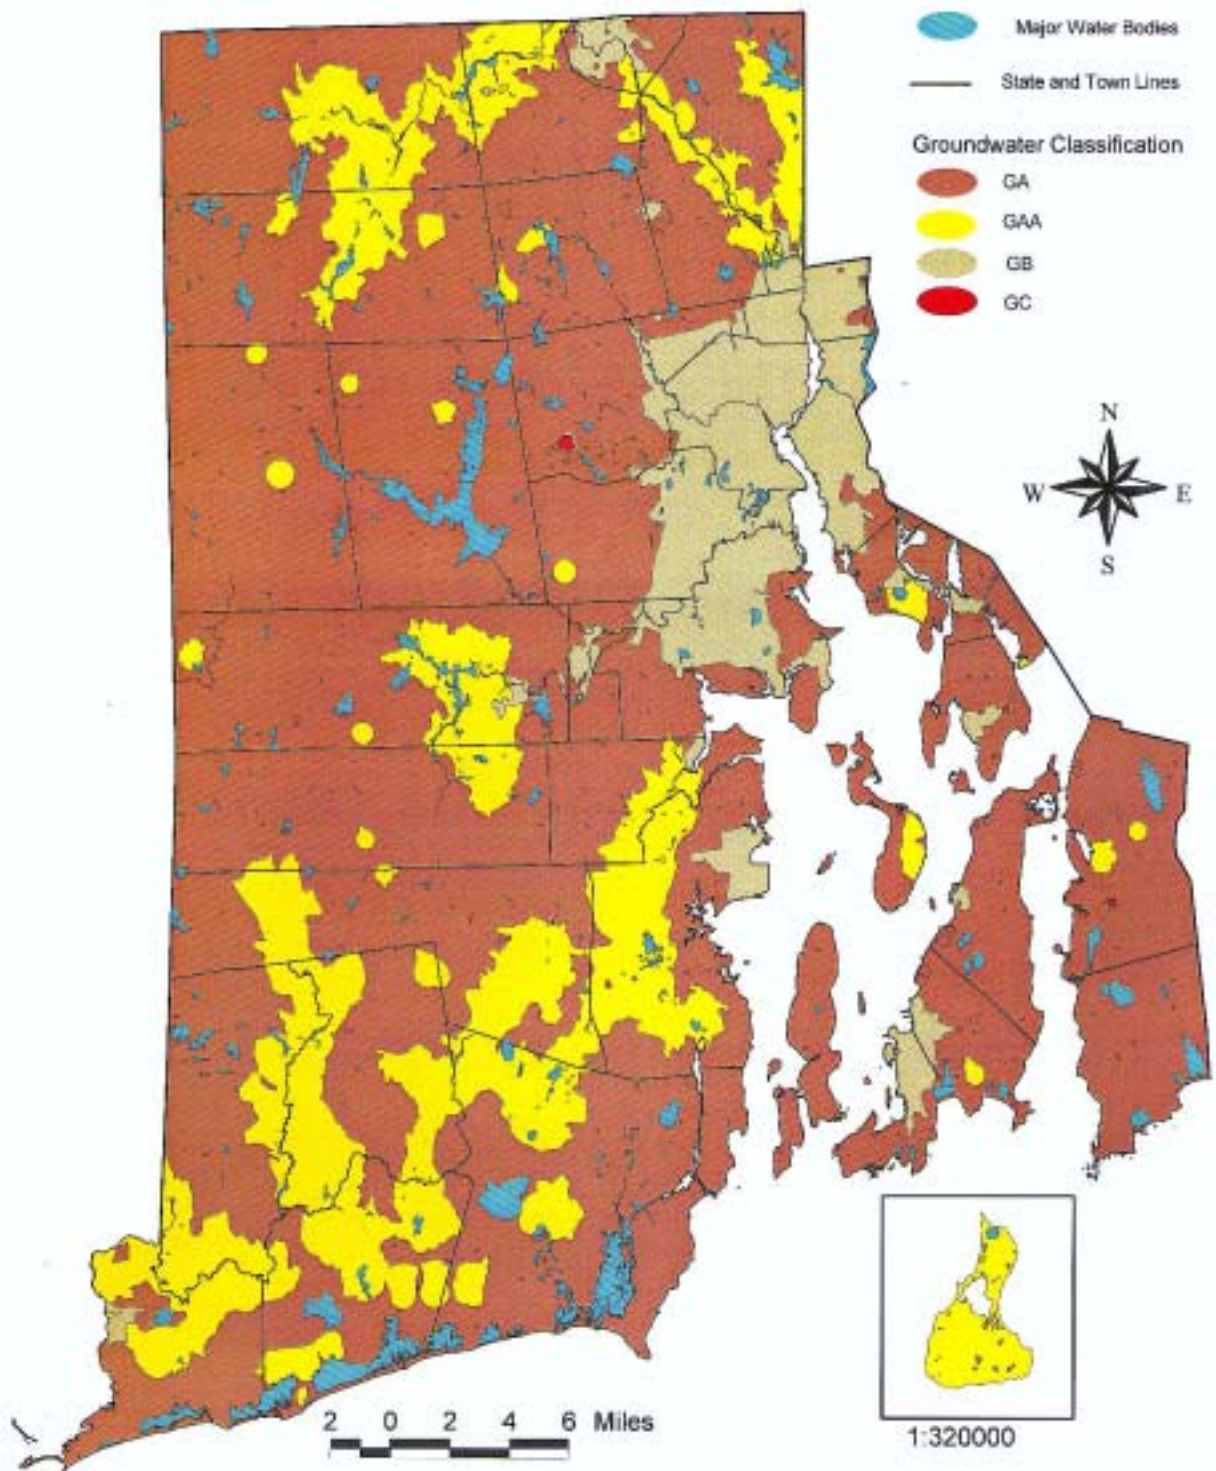 Major Water Bodies
State and Town Lines
Groundwater Classification
GA
GAA
GB
GC
N
W E
S
2 0 2 4 6 Miles
1:320000